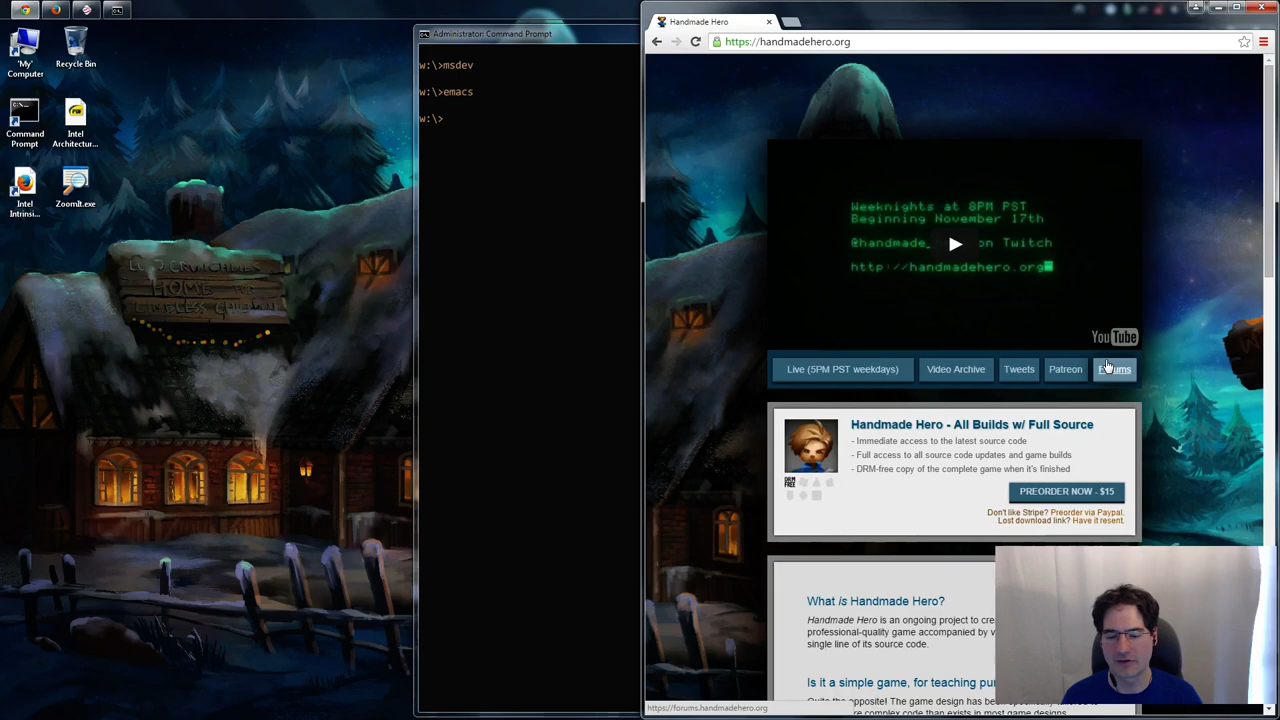 'My'
Computer
Recycle Bin
Command
Prompt
Intel
Architectur...
Intel
Intrinsi...
ZoomIt.exe
HOME FOR
Administrator: Command Prompt
w:\>msdev
w:\>emacs
w:\>
Handmade Hero
https://handmadehero.org
Weeknights at 8PM PST
Beginning November 17th
@handmade_ on Twitch
http://handmadehero.org
YouTube
Live (5PM PST weekdays)
Video Archive
Tweets
Patreon
Forums
Handmade Hero - All Builds w/ Full Source
- Immediate access to the latest source code
- Full access to all source code updates and game builds
- DRM-free copy of the complete game when it's finished
DRM
FREE
PREORDER NOW - $15
Don't like Stripe? Preorder via Paypal.
Lost download link? Have it resent.
What is Handmade Hero?
Handmade Hero is an ongoing project to
professional-quality game accompanied by
single line of its source code.
Is it a simple game, for teaching
https://forums.handmadehero.org